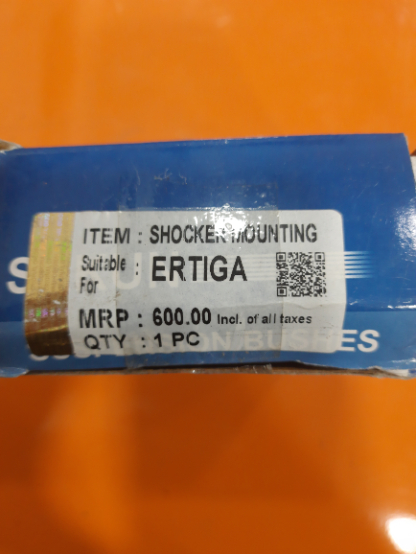 ITEM : SHOCKER MOUNTING
Suitable For : ERTIGA
MRP : 600.00 Incl. of all taxes
QTY : 1 PC